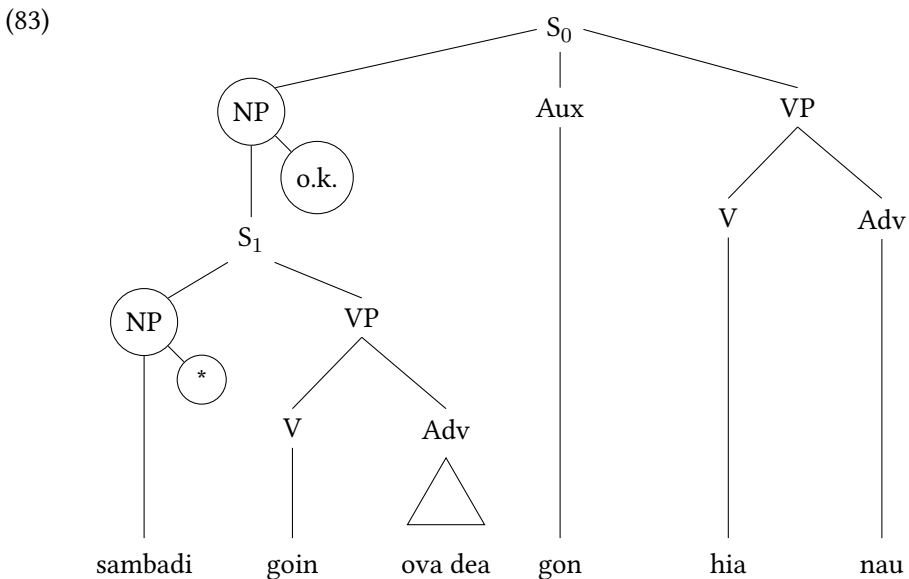 (83)
S₀
NP Aux VP
o.k.
V Adv
S₁
NP VP
*
V Adv
sambadi goin ova dea gon hia nau